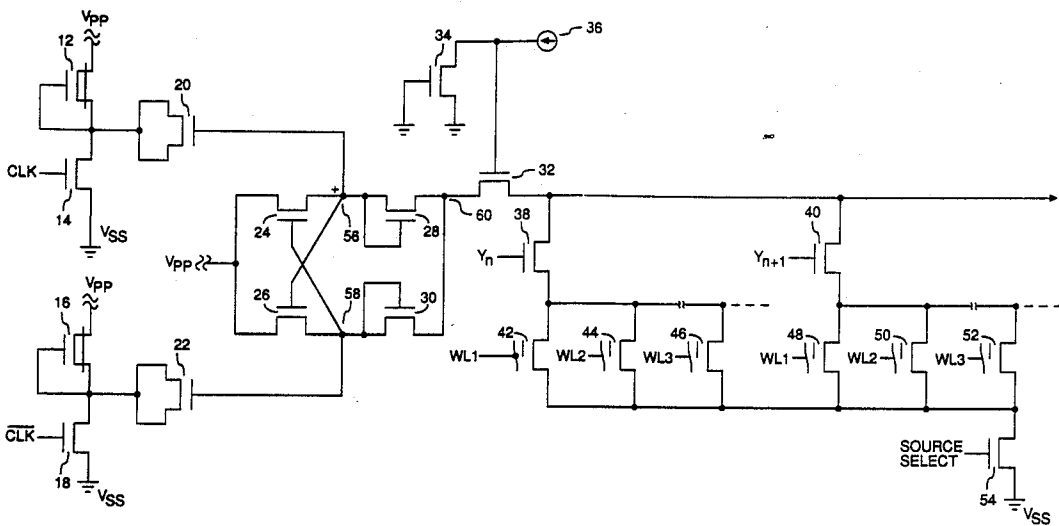 VPP
12
20
CLK
14
VSS
VPP
16
22
CLK
18
VSS
34
36
32
+
24
56
28
60
VPP
26
58
30
38
Yn
40
Yn+1
42
WL1
44
WL2
46
WL3
48
WL1
50
WL2
52
WL3
SOURCE
SELECT
54
VSS